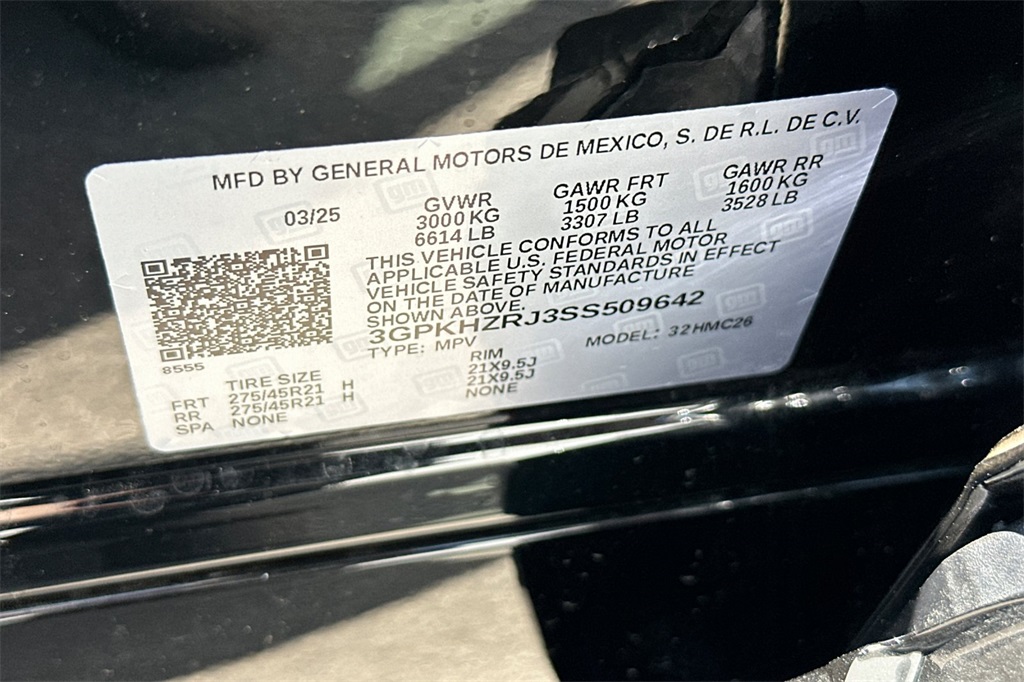 MFD BY GENERAL MOTORS DE MEXICO, S. DE R.L. DE C.V.
03/25
GVWR
3000 KG
6614 LB
GAWR FRT
1500 KG
3307 LB
GAWR RR
1600 KG
3528 LB
THIS VEHICLE CONFORMS TO ALL
APPLICABLE U.S. FEDERAL MOTOR
VEHICLE SAFETY STANDARDS IN EFFECT
ON THE DATE OF MANUFACTURE
SHOWN ABOVE.
3GPKHZRJ3SS509642
TYPE: MPV MODEL: 32HMC26
8555
TIRE SIZE RIM
FRT 275/45R21 H 21X9.5J
RR 275/45R21 H 21X9.5J
SPA NONE NONE
gm